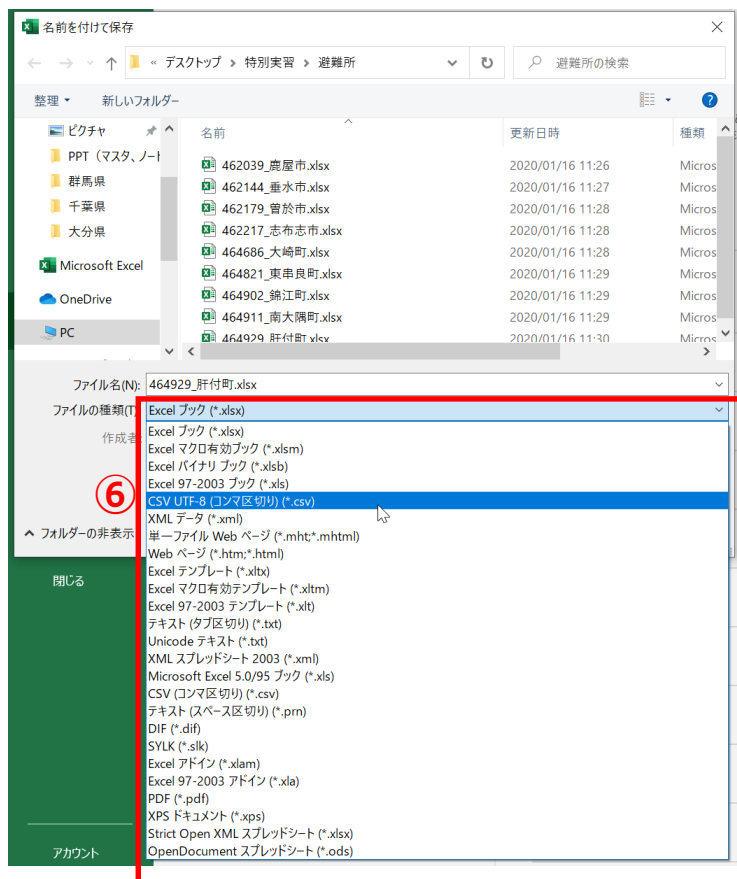 名前を付けて保存
« デスクトップ › 特別実習 › 避難所
避難所の検索
整理
新しいフォルダー
ピクチャ
PPT（マスタ、ノート
群馬県
千葉県
大分県
Microsoft Excel
OneDrive
PC
名前 更新日時 種類
462039_鹿屋市.xlsx 2020/01/16 11:26 Micros
462144_垂水市.xlsx 2020/01/16 11:27 Micros
462179_曽於市.xlsx 2020/01/16 11:28 Micros
462217_志布志市.xlsx 2020/01/16 11:28 Micros
464686_大崎町.xlsx 2020/01/16 11:28 Micros
464821_東串良町.xlsx 2020/01/16 11:29 Micros
464902_錦江町.xlsx 2020/01/16 11:29 Micros
464911_南大隅町.xlsx 2020/01/16 11:29 Micros
464929_肝付町.xlsx 2020/01/16 11:30 Micros
ファイル名(N): 464929_肝付町.xlsx
ファイルの種類(T) Excel ブック (*.xlsx)
作成者:
⑥
フォルダーの非表示
Excel ブック (*.xlsx)
Excel マクロ有効ブック (*.xlsm)
Excel バイナリ ブック (*.xlsb)
Excel 97-2003 ブック (*.xls)
CSV UTF-8 (コンマ区切り) (*.csv)
XML データ (*.xml)
単一ファイル Web ページ (*.mht;*.mhtml)
Web ページ (*.htm;*.html)
Excel テンプレート (*.xltx)
Excel マクロ有効テンプレート (*.xltm)
Excel 97-2003 テンプレート (*.xlt)
テキスト (タブ区切り) (*.txt)
Unicode テキスト (*.txt)
XML スプレッドシート 2003 (*.xml)
Microsoft Excel 5.0/95 ブック (*.xls)
CSV (コンマ区切り) (*.csv)
テキスト (スペース区切り) (*.prn)
DIF (*.dif)
SYLK (*.slk)
Excel アドイン (*.xlam)
Excel 97-2003 アドイン (*.xla)
PDF (*.pdf)
XPS ドキュメント (*.xps)
Strict Open XML スプレッドシート (*.xlsx)
OpenDocument スプレッドシート (*.ods)
閉じる
アカウント